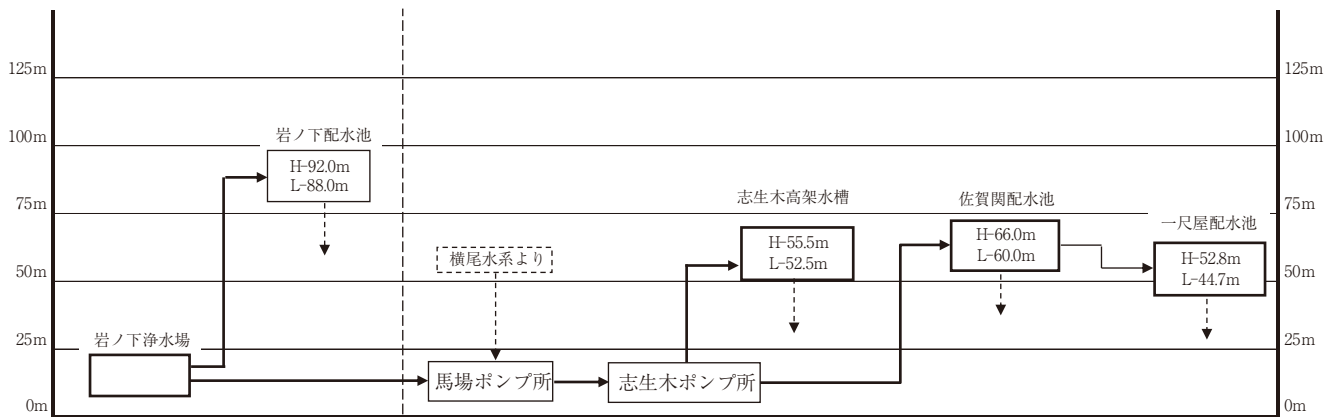 125m
125m
100m
岩ノ下配水池
100m
H-92.0m
L-88.0m
75m
志生木高架水槽
佐賀関配水池
75m
一尺屋配水池
H-55.5m
L-52.5m
H-66.0m
L-60.0m
横尾水系より
H-52.8m
L-44.7m
50m
50m
25m
岩ノ下浄水場
25m
馬場ポンプ所
志生木ポンプ所
0m
0m